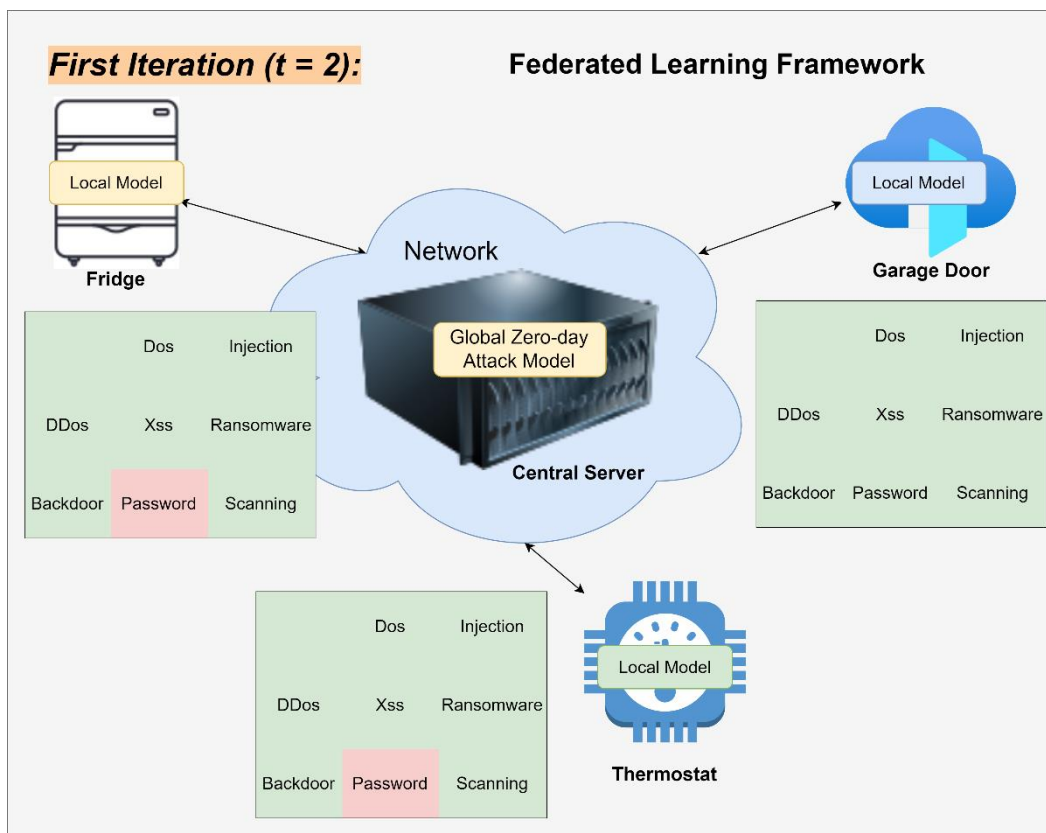 First Iteration (t = 2):
Federated Learning Framework
Local Model
Fridge
Local Model
Garage Door
Network
Global Zero-day
Attack Model
Central Server
Dos Injection
DDos Xss Ransomware
Backdoor Password Scanning
Dos Injection
DDos Xss Ransomware
Backdoor Password Scanning
Dos Injection
DDos Xss Ransomware
Backdoor Password Scanning
Local Model
Thermostat